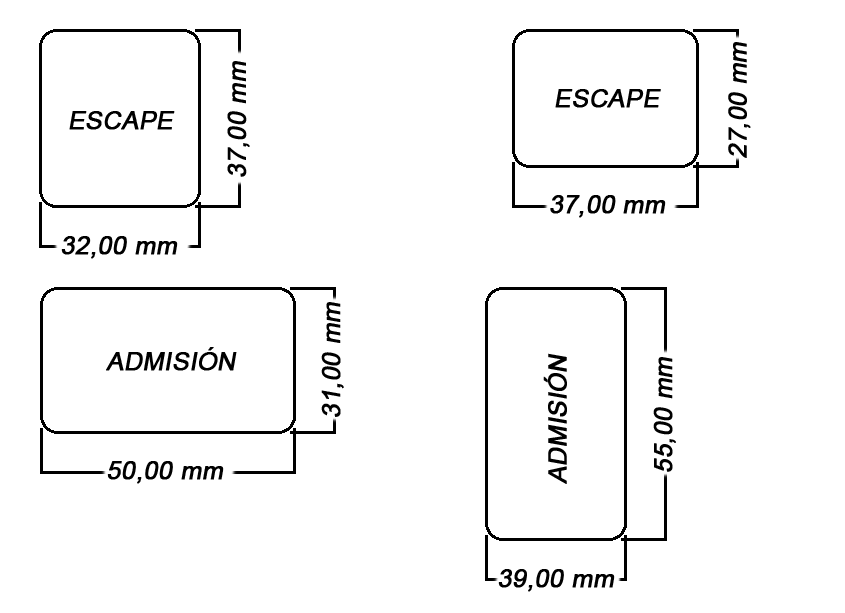 ESCAPE
37,00 mm
32,00 mm
ESCAPE
27,00 mm
37,00 mm
ADMISIÓN
31,00 mm
50,00 mm
ADMISIÓN
55,00 mm
39,00 mm